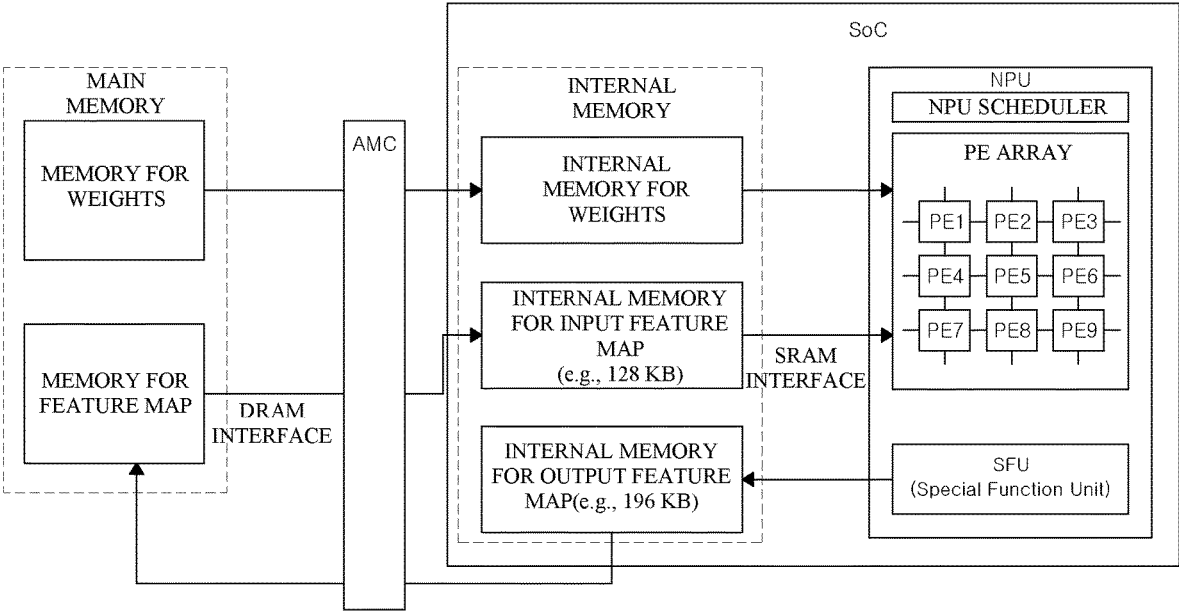 SoC
MAIN
MEMORY
MEMORY FOR
WEIGHTS
MEMORY FOR
FEATURE MAP
DRAM
INTERFACE
AMC
INTERNAL
MEMORY
INTERNAL
MEMORY FOR
WEIGHTS
INTERNAL MEMORY
FOR INPUT FEATURE
MAP
(e.g., 128 KB)
INTERNAL MEMORY
FOR OUTPUT FEATURE
MAP(e.g., 196 KB)
SRAM
INTERFACE
NPU
NPU SCHEDULER
PE ARRAY
PE1 PE2 PE3
PE4 PE5 PE6
PE7 PE8 PE9
SFU
(Special Function Unit)